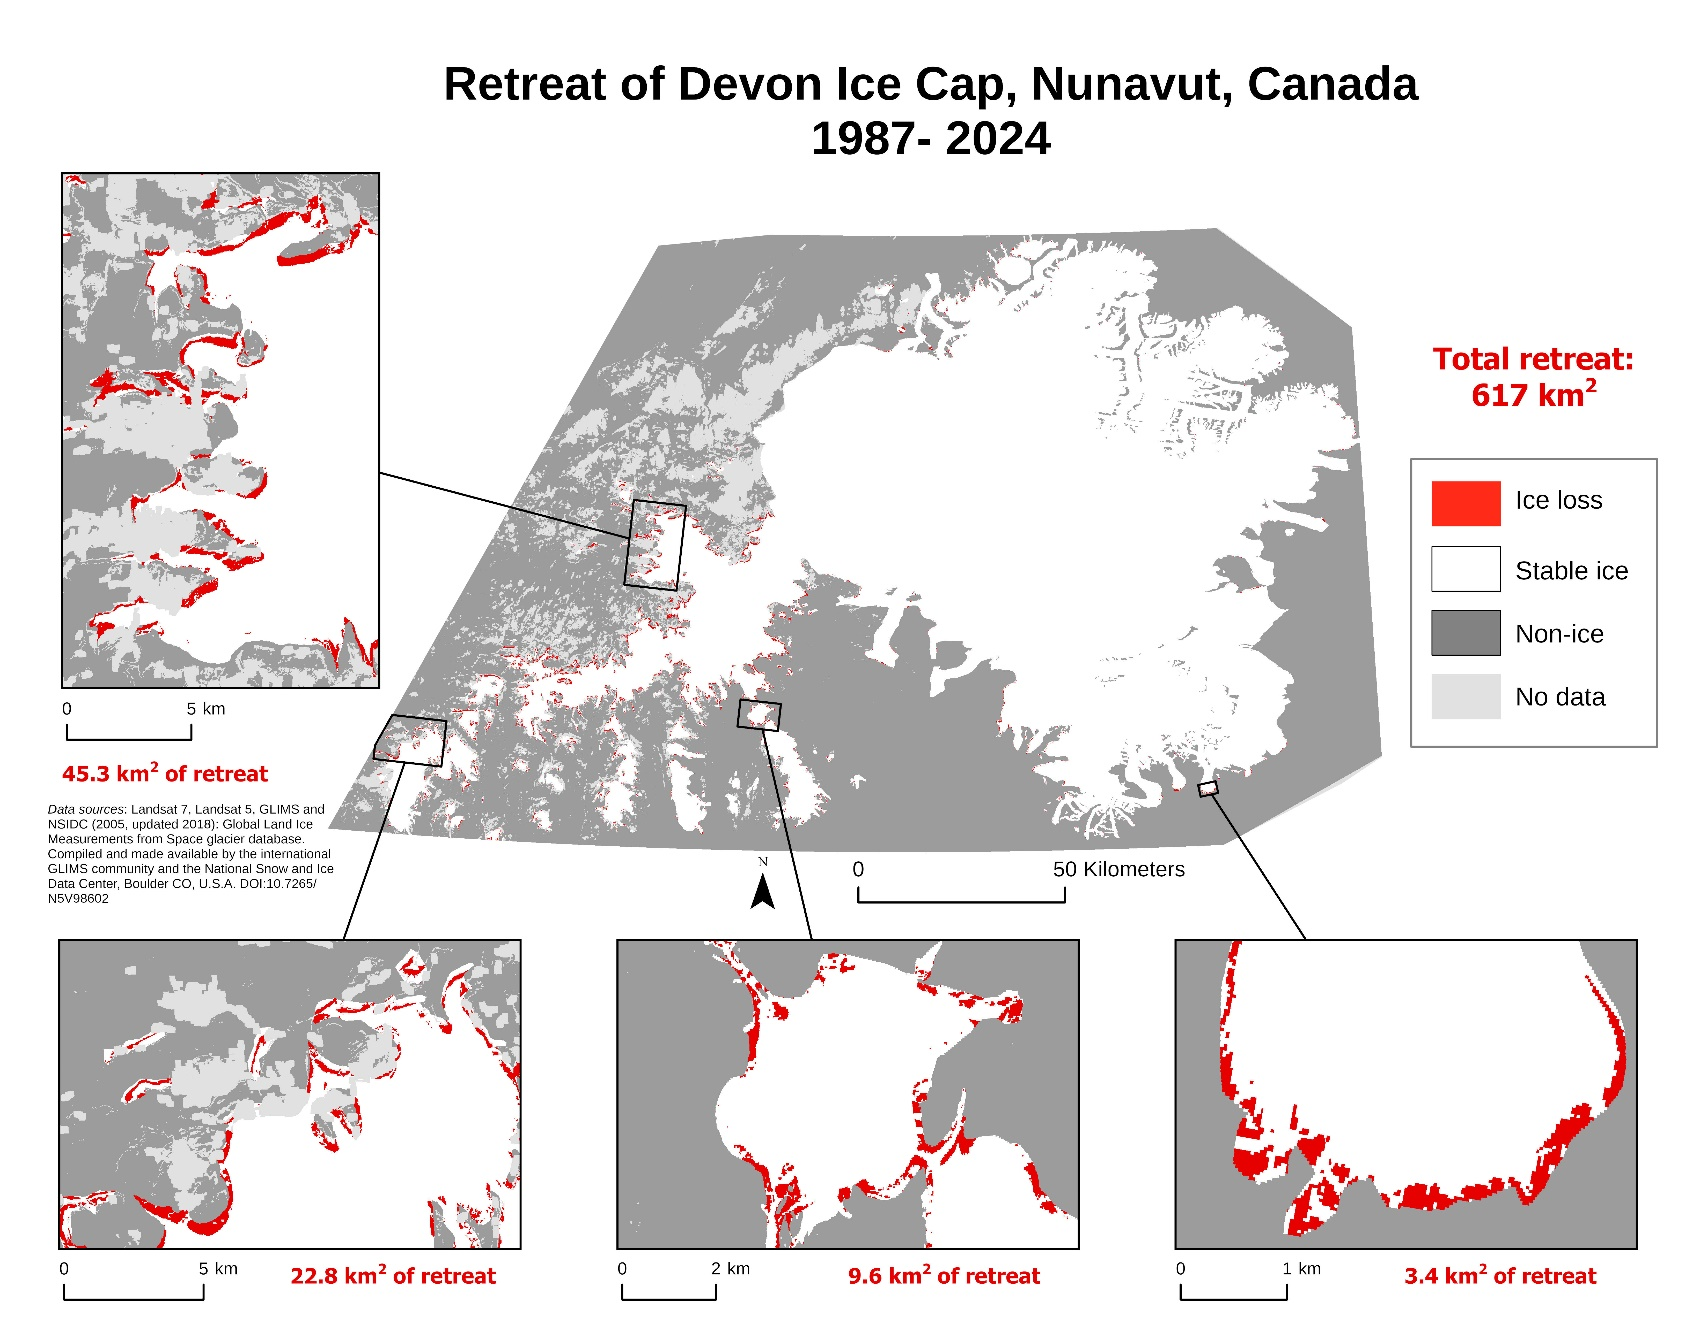 Retreat of Devon Ice Cap, Nunavut, Canada
1987- 2024
Total retreat:
617 km²
Ice loss
Stable ice
Non-ice
No data
0 5 km
45.3 km² of retreat
Data sources: Landsat 7, Landsat 5, GLIMS and
NSIDC (2005, updated 2018): Global Land Ice
Measurements from Space glacier database.
Compiled and made available by the international
GLIMS community and the National Snow and Ice
Data Center, Boulder CO, U.S.A. DOI:10.7265/
N5V98602
N
0 50 Kilometers
0 5 km
22.8 km² of retreat
0 2 km
9.6 km² of retreat
0 1 km
3.4 km² of retreat